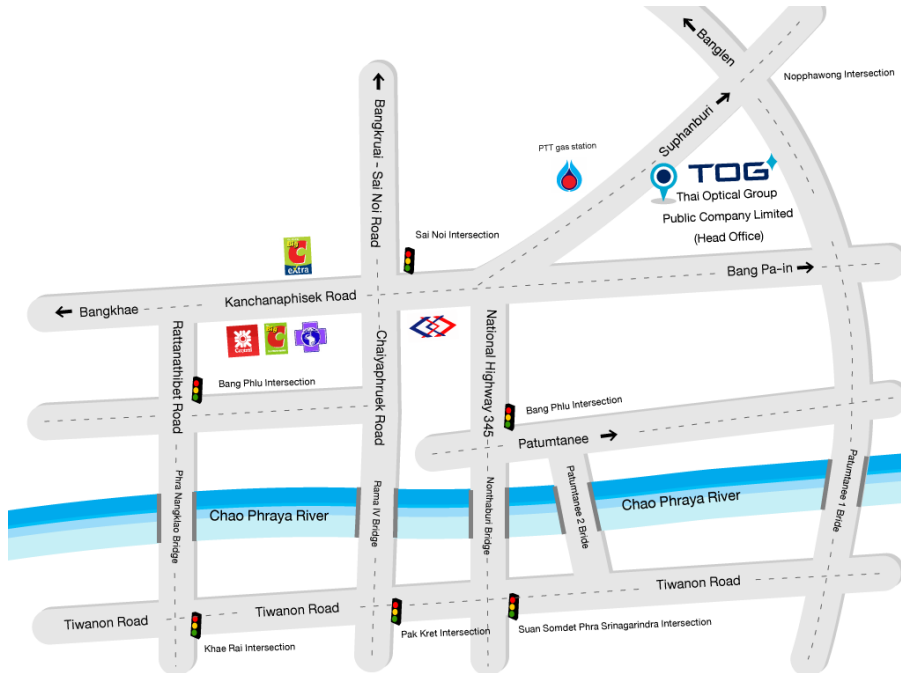 Banglen
Nopphawong Intersection
Suphanburi
PTT gas station
TOG
Thai Optical Group
Public Company Limited
(Head Office)
Bangkruai - Sai Noi Road
Sai Noi Intersection
Big
C
eXtra
Bang Pa-in
Kanchanaphisek Road
Bangkhae
Rattanathibet Road
Chaiyaphruek Road
National Highway 345
C
Bang Phlu Intersection
Bang Phlu Intersection
Patumtanee
Phra Nangklao Bridge
Rama IV Bridge
Nonthaburi Bridge
Patumtanee 2 Bride
Patumtanee 1 Bride
Chao Phraya River
Chao Phraya River
Tiwanon Road
Tiwanon Road
Tiwanon Road
Khae Rai Intersection
Pak Kret Intersection
Suan Somdet Phra Srinagarindra Intersection